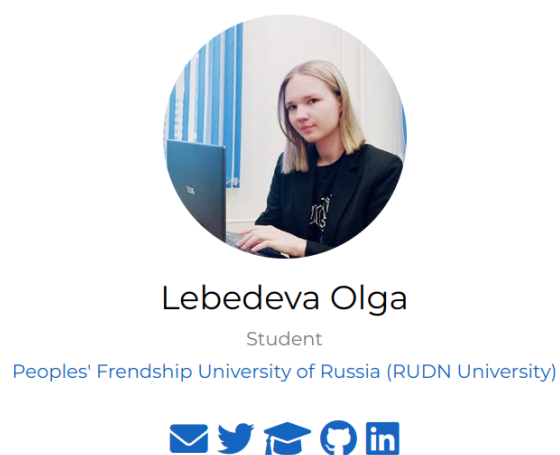 Lebedeva Olga
Student
Peoples' Frendship University of Russia (RUDN University)